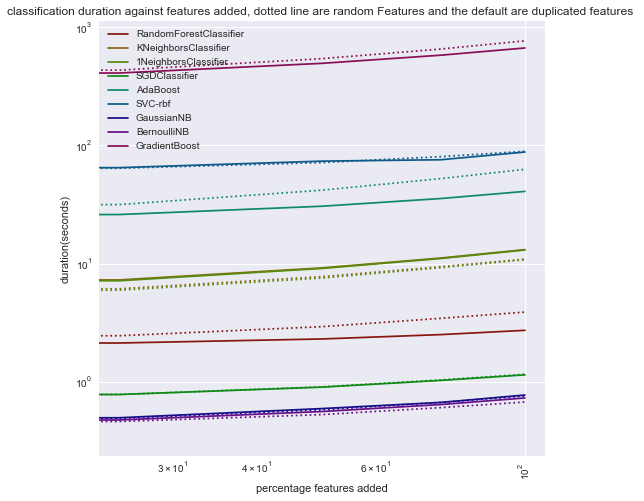 classification duration against features added, dotted line are random Features and the default are duplicated features
10³
RandomForestClassifier
KNeighborsClassifier
1NeighborsClassifier
SGDClassifier
AdaBoost
SVC-rbf
GaussianNB
BernoulliNB
GradientBoost
10²
10¹
10⁰
duration(seconds)
3 × 10¹
4 × 10¹
6 × 10¹
10²
percentage features added